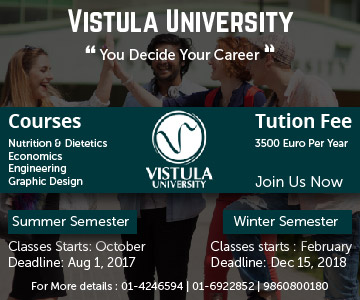 VISTULA UNIVERSITY
“ You Decide Your Career ”
Courses
Nutrition & Dietetics
Economics
Engineering
Graphic Design
VISTULA
UNIVERSITY
Tution Fee
3500 Euro Per Year
Join Us Now
Summer Semester
Classes Starts: October
Deadline: Aug 1, 2017
Winter Semester
Classes starts : February
Deadline: Dec 15, 2018
For More details : 01-4246594 | 01-6922852 | 9860800180